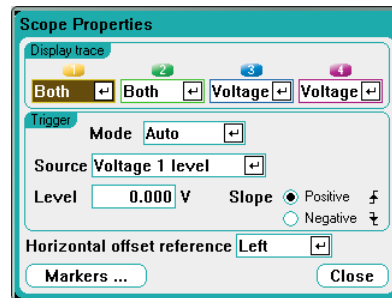 Scope Properties
Display trace
1 2 3 4
Both Both Voltage Voltage
Trigger
Mode Auto
Source Voltage 1 level
Level 0.000 V Slope Positive
Negative
Horizontal offset reference Left
Markers ... Close